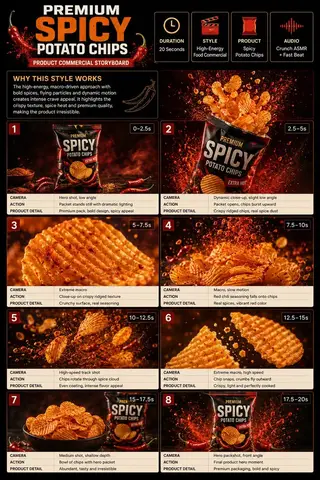 PREMIUM
SPICY
POTATO CHIPS
PRODUCT COMMERCIAL STORYBOARD
DURATION
20 Seconds
STYLE
High-Energy
Food Commercial
PRODUCT
Spicy
Potato Chips
AUDIO
Crunch ASMR
+ Fast Beat
WHY THIS STYLE WORKS
The high-energy, macro-driven approach with
bold spices, flying particles and dynamic motion
creates intense crave appeal. It highlights the
crispy texture, spice heat and premium quality,
making the product irresistible.
1
0–2.5s
PREMIUM
SPICY
POTATO CHIPS
CAMERA Hero shot, low angle
ACTION Packet stands still with dramatic lighting
PRODUCT DETAIL Premium pack, bold design, spicy appeal
2
2.5–5s
PREMIUM
SPICY
POTATO CHIPS
EXTRA HOT
CAMERA Dynamic close-up, slight low angle
ACTION Packet opens, chips burst upward
PRODUCT DETAIL Crispy ridged chips, real spice dust
3
5–7.5s
CAMERA Extreme macro
ACTION Close-up on crispy ridged texture
PRODUCT DETAIL Crunchy surface, real seasoning
4
7.5–10s
CAMERA Macro, slow motion
ACTION Red chili seasoning falls onto chips
PRODUCT DETAIL Real spices, vibrant red color
5
10–12.5s
CAMERA High-speed track shot
ACTION Chips rotate through spice cloud
PRODUCT DETAIL Even coating, intense flavor appeal
6
12.5–15s
CAMERA Extreme macro, high speed
ACTION Chip snaps, crumbs fly outward
PRODUCT DETAIL Crispy, light and perfectly cooked
7
15–17.5s
SPICY
POTATO CHIPS
CAMERA Medium shot, shallow depth
ACTION Bowl of chips with hero packet
PRODUCT DETAIL Abundant, tasty and irresistible
8
17.5–20s
PREMIUM
SPICY
POTATO CHIPS
CAMERA Hero packshot, front angle
ACTION Final product hero moment
PRODUCT DETAIL Premium packaging, bold and spicy